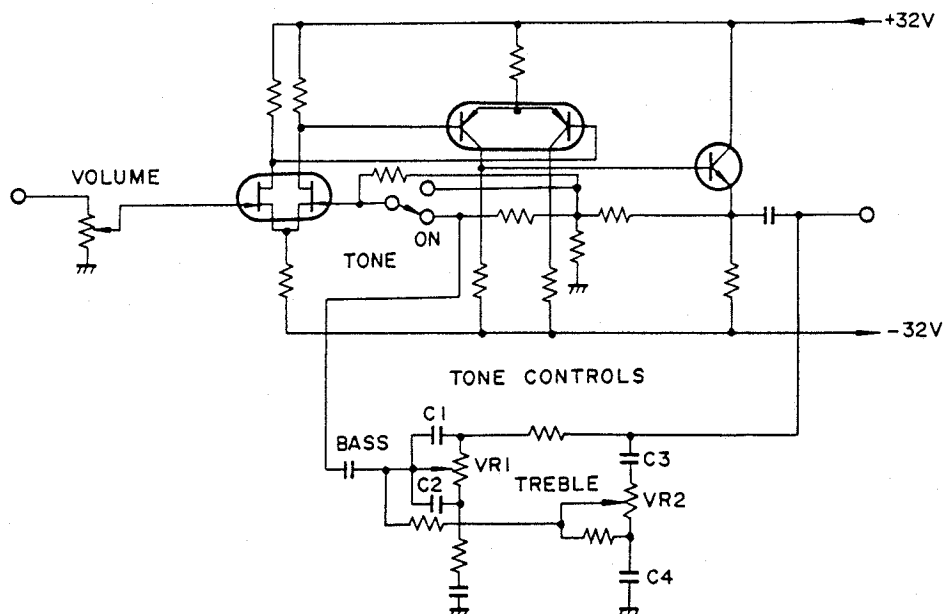 +32V
VOLUME
ON
TONE
-32V
TONE CONTROLS
C1
BASS
VR1
C3
C2
TREBLE
VR2
C4